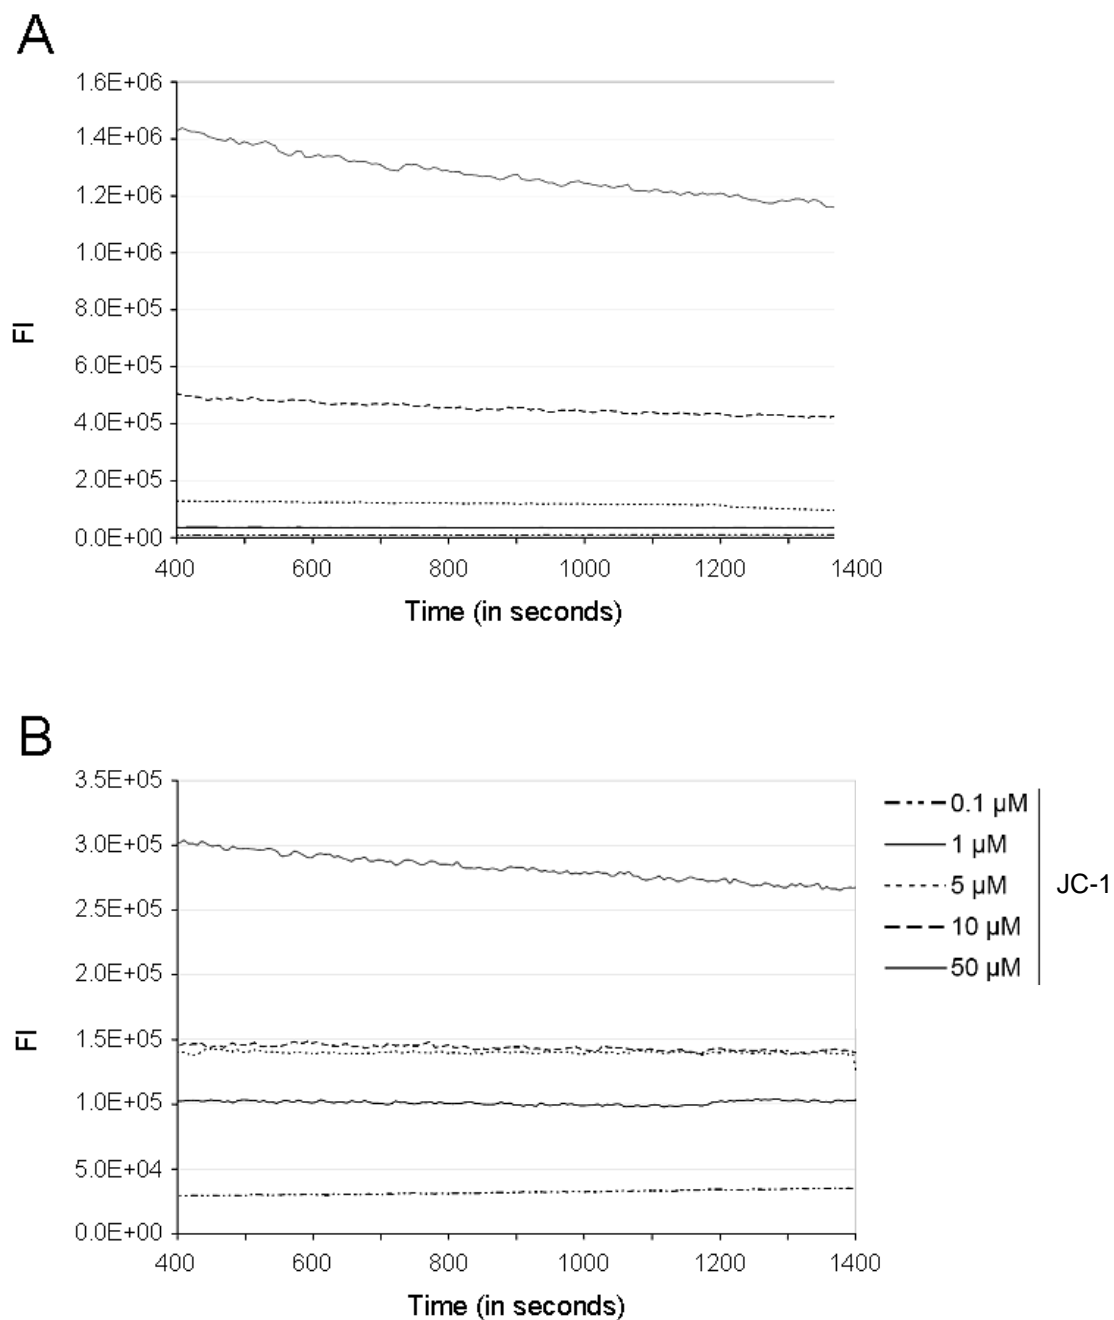 A
1.6E+06
1.4E+06
1.2E+06
1.0E+06
8.0E+05
6.0E+05
4.0E+05
2.0E+05
0.0E+00
FI
400 600 800 1000 1200 1400
Time (in seconds)
B
3.5E+05
3.0E+05
2.5E+05
2.0E+05
1.5E+05
1.0E+05
5.0E+04
0.0E+00
FI
400 600 800 1000 1200 1400
Time (in seconds)
0.1 µM
1 µM
5 µM
10 µM
50 µM
JC-1